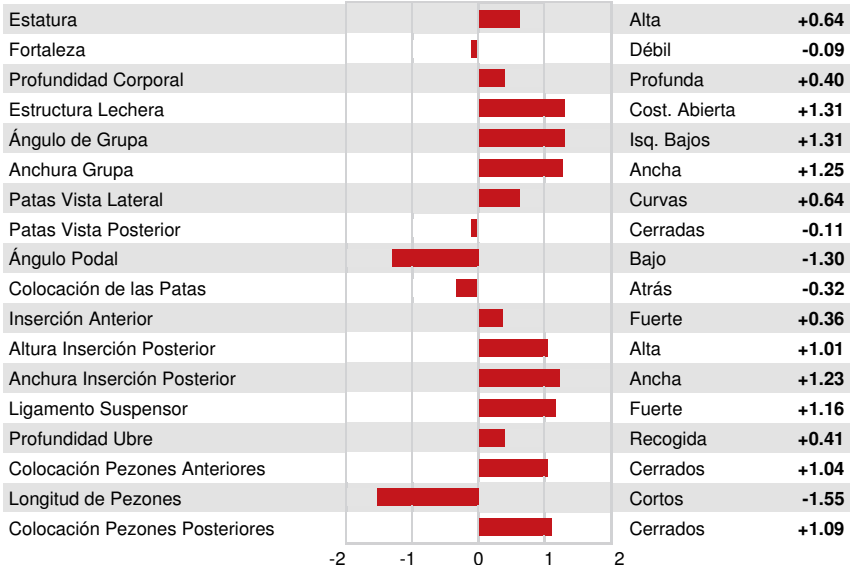 Estatura Alta +0.64
Fortaleza Débil -0.09
Profundidad Corporal Profunda +0.40
Estructura Lechera Cost. Abierta +1.31
Ángulo de Grupa Isq. Bajos +1.31
Anchura Grupa Ancha +1.25
Patas Vista Lateral Curvas +0.64
Patas Vista Posterior Cerradas -0.11
Ángulo Podal Bajo -1.30
Colocación de las Patas Atrás -0.32
Inserción Anterior Fuerte +0.36
Altura Inserción Posterior Alta +1.01
Anchura Inserción Posterior Ancha +1.23
Ligamento Suspensor Fuerte +1.16
Profundidad Ubre Recogida +0.41
Colocación Pezones Anteriores Cerrados +1.04
Longitud de Pezones Cortos -1.55
Colocación Pezones Posteriores Cerrados +1.09
-2 -1 0 1 2